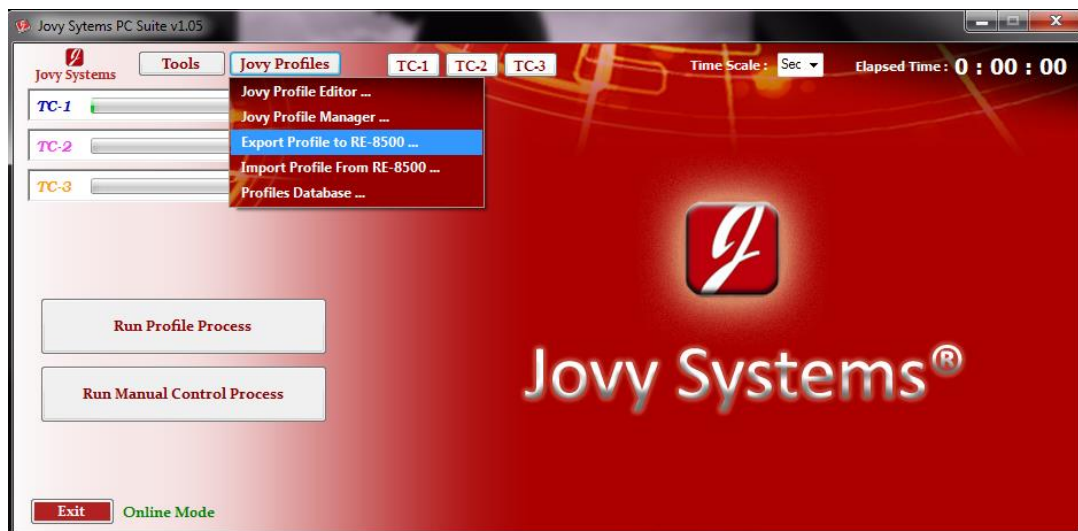 Jovy Sytems PC Suite v1.05
Jovy Systems
Tools
Jovy Profiles
TC-1 TC-2 TC-3
Time Scale : Sec
Elapsed Time : 0 : 00 : 00
TC-1
TC-2
TC-3
Jovy Profile Editor ...
Jovy Profile Manager ...
Export Profile to RE-8500 ...
Import Profile From RE-8500 ...
Profiles Database ...
Run Profile Process
Run Manual Control Process
Jovy Systems®
Exit
Online Mode